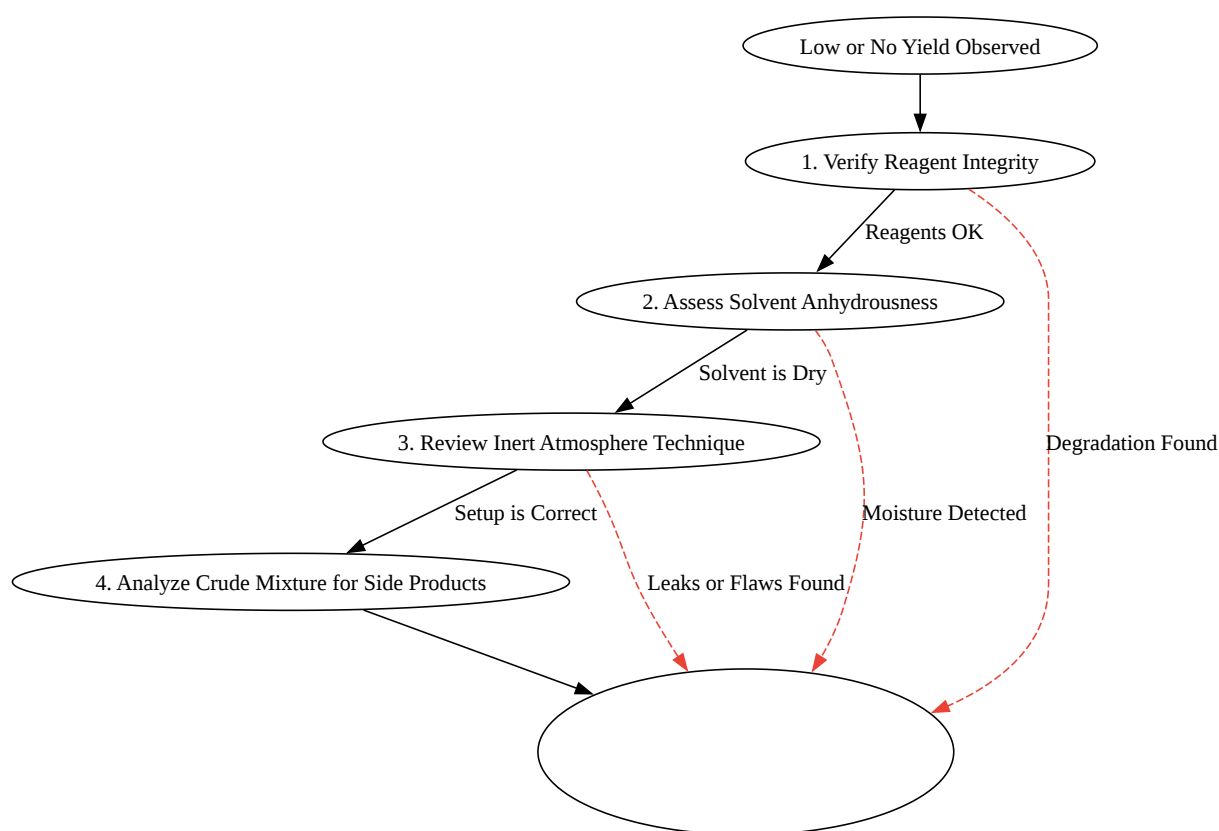 Low or No Yield Observed
1. Verify Reagent Integrity
Reagents OK
2. Assess Solvent Anhydrousness
Solvent is Dry
3. Review Inert Atmosphere Technique
Degradation Found
Setup is Correct
Moisture Detected
4. Analyze Crude Mixture for Side Products
Leaks or Flaws Found